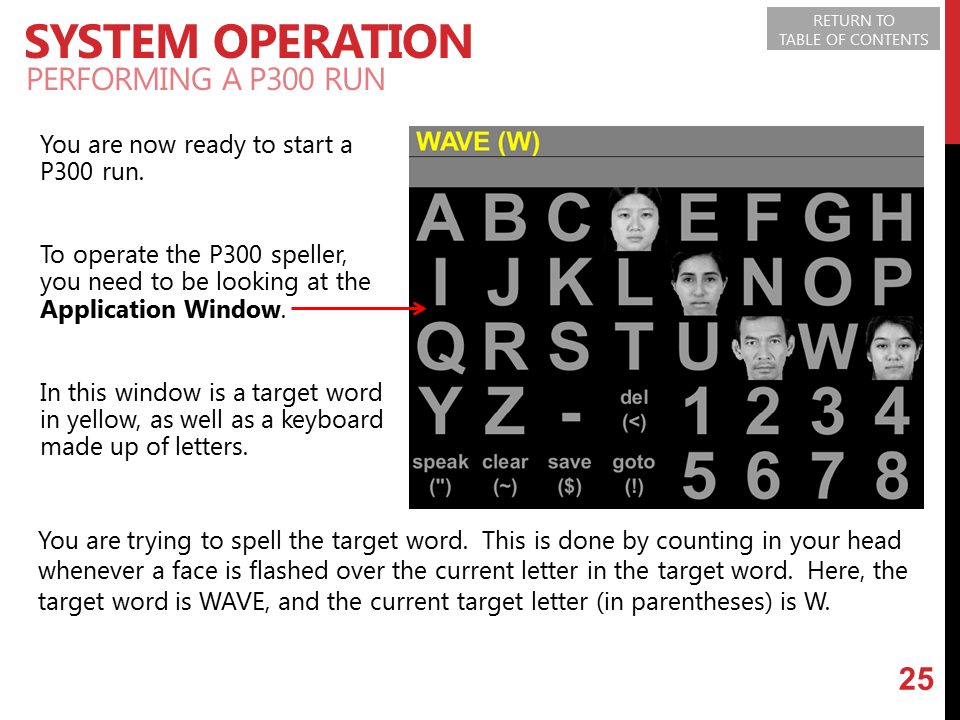 SYSTEM OPERATION
PERFORMING A P300 RUN
RETURN TO
TABLE OF CONTENTS
You are now ready to start a
P300 run.
To operate the P300 speller,
you need to be looking at the
Application Window.
In this window is a target word
in yellow, as well as a keyboard
made up of letters.
WAVE (W)
A B C E F G H
I J K L N O P
Q R S T U W
Y Z - del (<) 1 2 3 4
speak (") clear (~) save ($) goto (!) 5 6 7 8
You are trying to spell the target word. This is done by counting in your head
whenever a face is flashed over the current letter in the target word. Here, the
target word is WAVE, and the current target letter (in parentheses) is W.
25